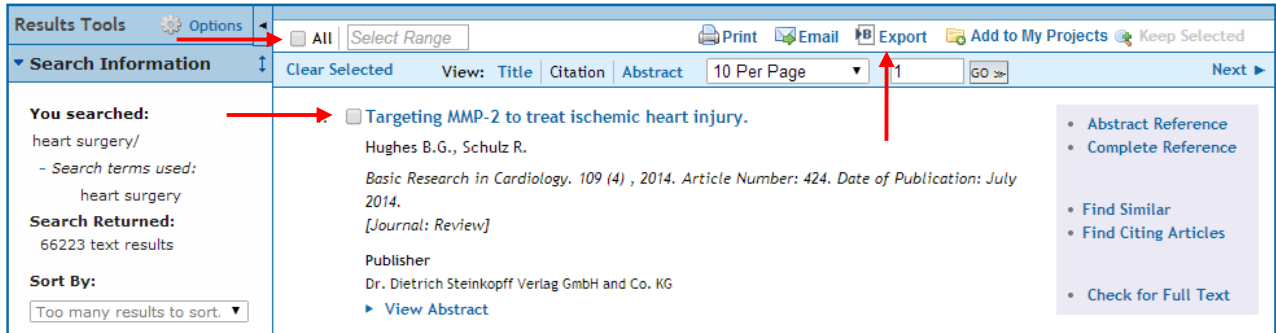 Results Tools Options
All Select Range Print Email Export Add to My Projects Keep Selected
Search Information
Clear Selected View: Title Citation Abstract 10 Per Page 1 GO Next
You searched:
heart surgery/
- Search terms used:
heart surgery
Search Returned:
66223 text results
Sort By:
Too many results to sort.
Targeting MMP-2 to treat ischemic heart injury.
Hughes B.G., Schulz R.
Basic Research in Cardiology. 109 (4) , 2014. Article Number: 424. Date of Publication: July
2014.
[Journal: Review]
Publisher
Dr. Dietrich Steinkopff Verlag GmbH and Co. KG
View Abstract
Abstract Reference
Complete Reference
Find Similar
Find Citing Articles
Check for Full Text